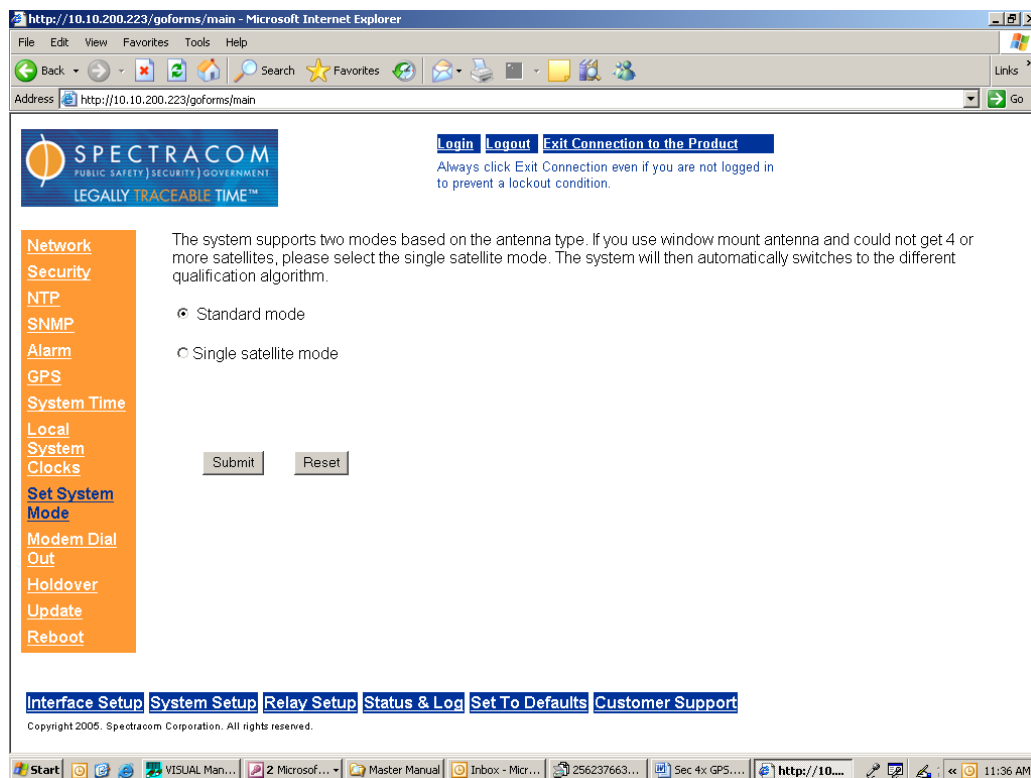 http://10.10.200.223/goforms/main - Microsoft Internet Explorer
File Edit View Favorites Tools Help
Back Search Favorites Links
Address http://10.10.200.223/goforms/main Go
SPECTRACOM
PUBLIC SAFETY ) SECURITY ) GOVERNMENT
LEGALLY TRACEABLE TIME™
Login Logout Exit Connection to the Product
Always click Exit Connection even if you are not logged in
to prevent a lockout condition.
Network
Security
NTP
SNMP
Alarm
GPS
System Time
Local
System
Clocks
Set System
Mode
Modem Dial
Out
Holdover
Update
Reboot
The system supports two modes based on the antenna type. If you use window mount antenna and could not get 4 or
more satellites, please select the single satellite mode. The system will then automatically switches to the different
qualification algorithm.
Standard mode
Single satellite mode
Submit Reset
Interface Setup System Setup Relay Setup Status & Log Set To Defaults Customer Support
Copyright 2005. Spectracom Corporation. All rights reserved.
Start VISUAL Man... 2 Microsof... Master Manual Inbox - Micr... 256237663... Sec 4x GPS.... http://10.... 11:36 AM